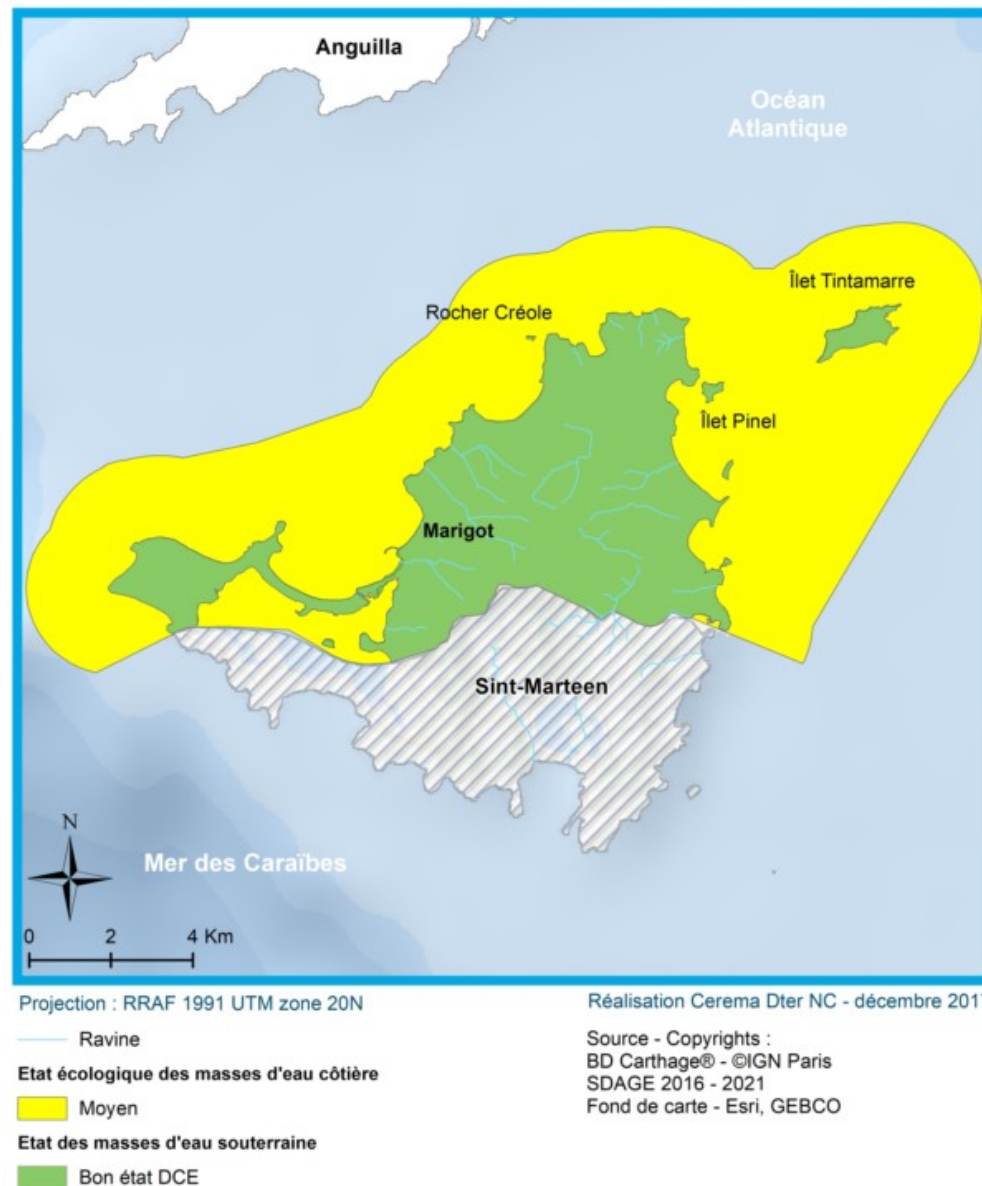 Anguilla
Océan
Atlantique
Îlet Tintamarre
Rocher Créole
Îlet Pinel
Marigot
Sint-Marteen
N
Mer des Caraïbes
0 2 4 Km
Projection : RRAF 1991 UTM zone 20N
Réalisation Cerema Dter NC - décembre 201
Ravine
Etat écologique des masses d'eau côtière
Moyen
Etat des masses d'eau souterraine
Bon état DCE
Source - Copyrights :
BD Carthage® - ©IGN Paris
SDAGE 2016 - 2021
Fond de carte - Esri, GEBCO